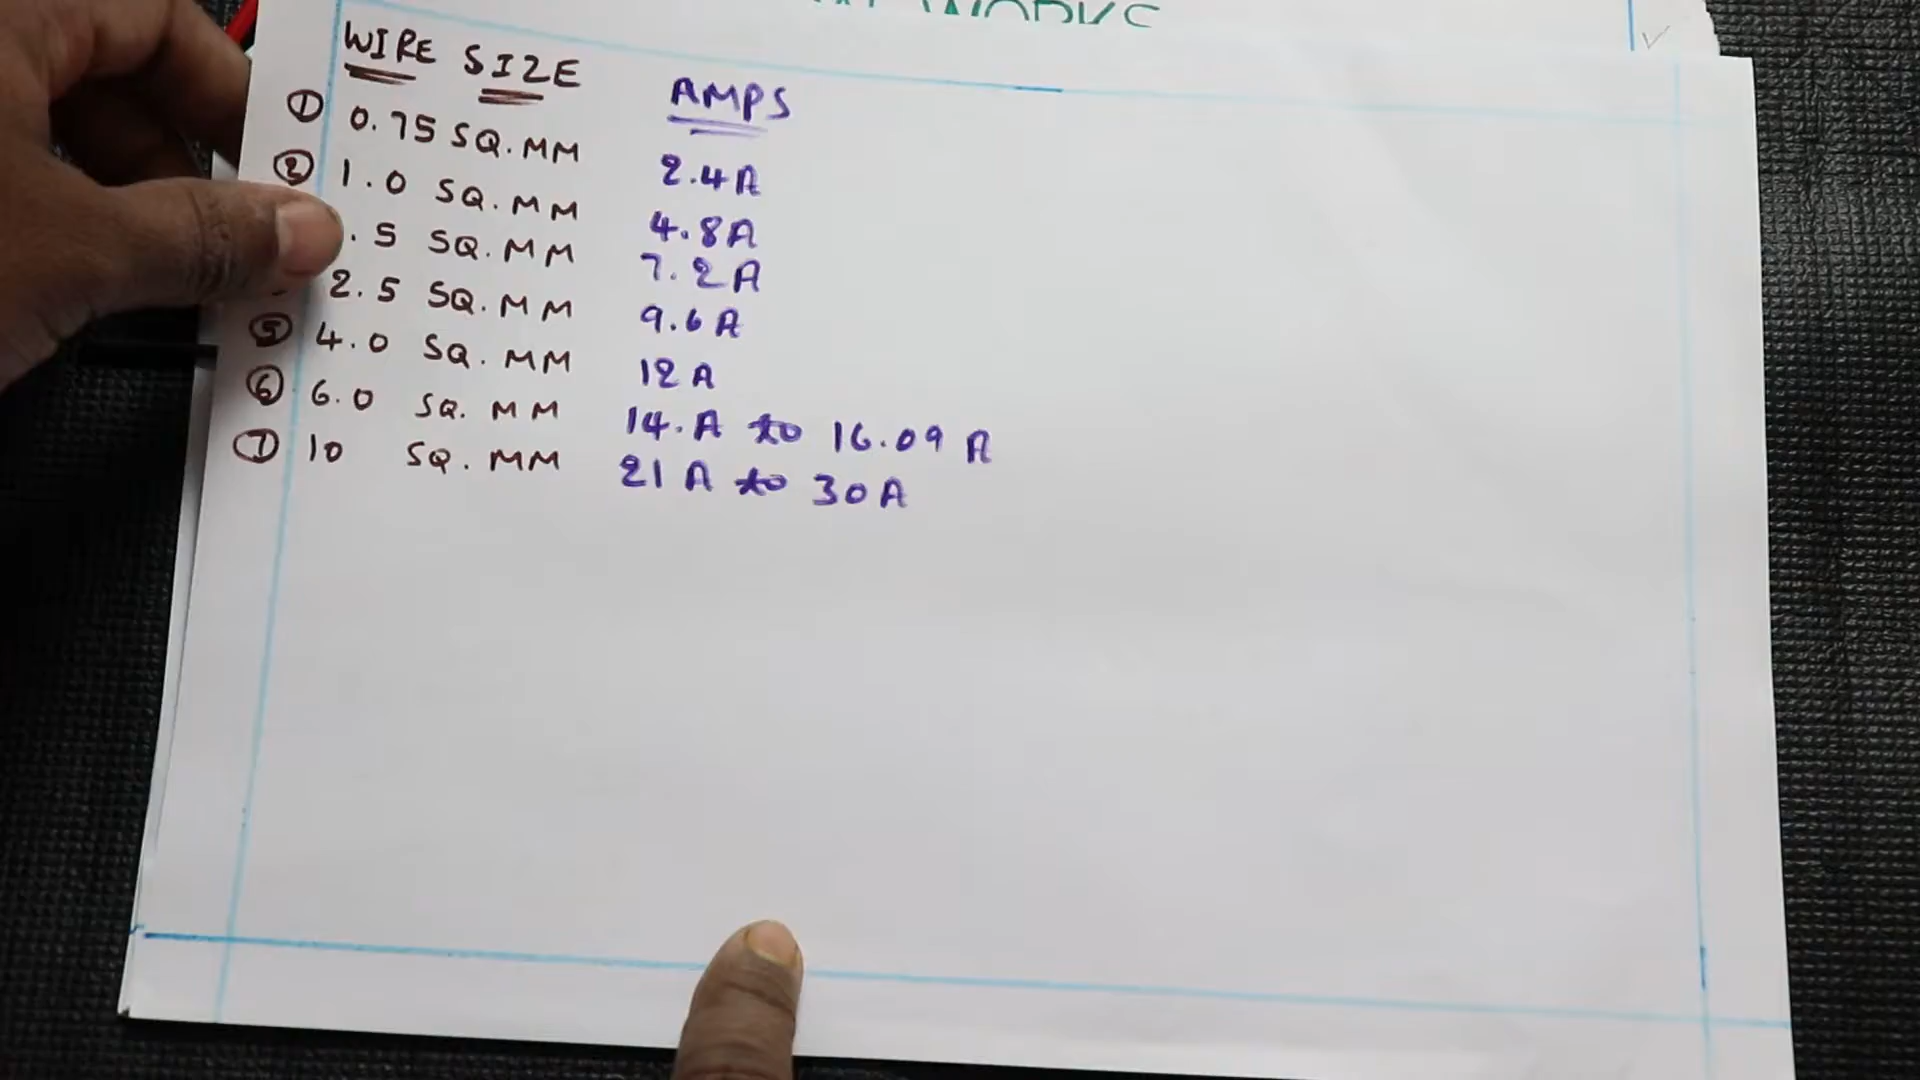 WORKS
WIRE SIZE AMPS
① 0.75 SQ.MM 2.4A
② 1.0 SQ.MM 4.8A
.5 SQ.MM 7.2A
2.5 SQ.MM 9.6A
⑤ 4.0 SQ.MM 12A
⑥ 6.0 SQ.MM 14.A to 16.09 A
⑦ 10 SQ.MM 21A to 30A